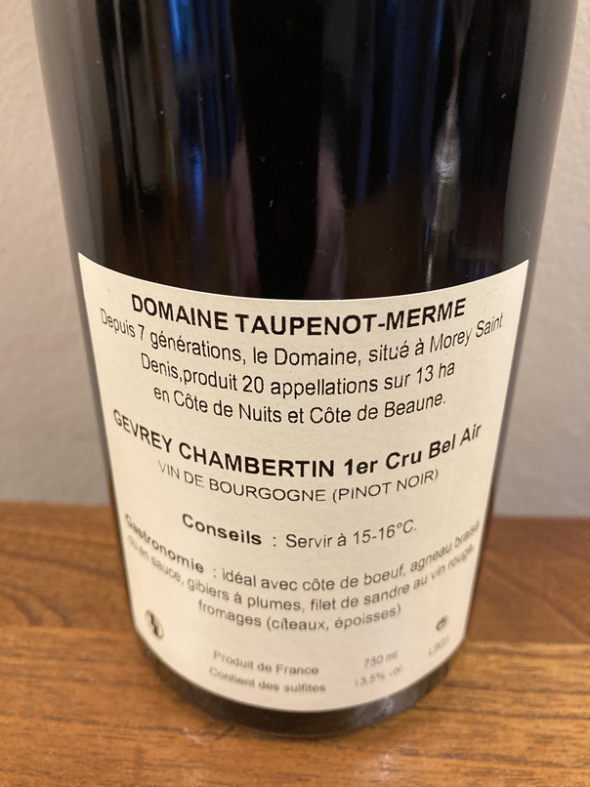 DOMAINE TAUPENOT-MERME
Depuis 7 générations, le Domaine, situé à Morey Saint
Denis,produit 20 appellations sur 13 ha
en Côte de Nuits et Côte de Beaune.
GEVREY CHAMBERTIN 1er Cru Bel Air
VIN DE BOURGOGNE (PINOT NOIR)
Conseils : Servir à 15-16°C.
Gastronomie : idéal avec côte de boeuf, agneau braisé
ou en sauce, gibiers à plumes, filet de sandre au vin rouge,
fromages (cîteaux, époisses)
Produit de France 750 ml
Contient des sulfites 13,5% vol